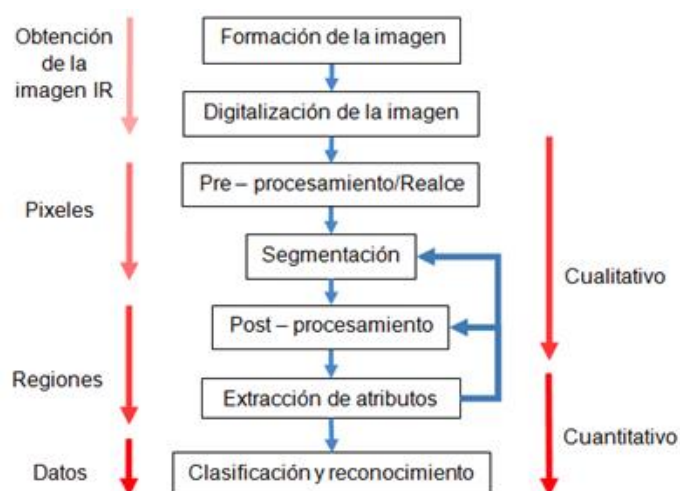 Obtención
de la
imagen IR
Formación de la imagen
Digitalización de la imagen
Pixeles
Pre – procesamiento/Realce
Segmentación
Cualitativo
Post – procesamiento
Regiones
Extracción de atributos
Cuantitativo
Datos
Clasificación y reconocimiento